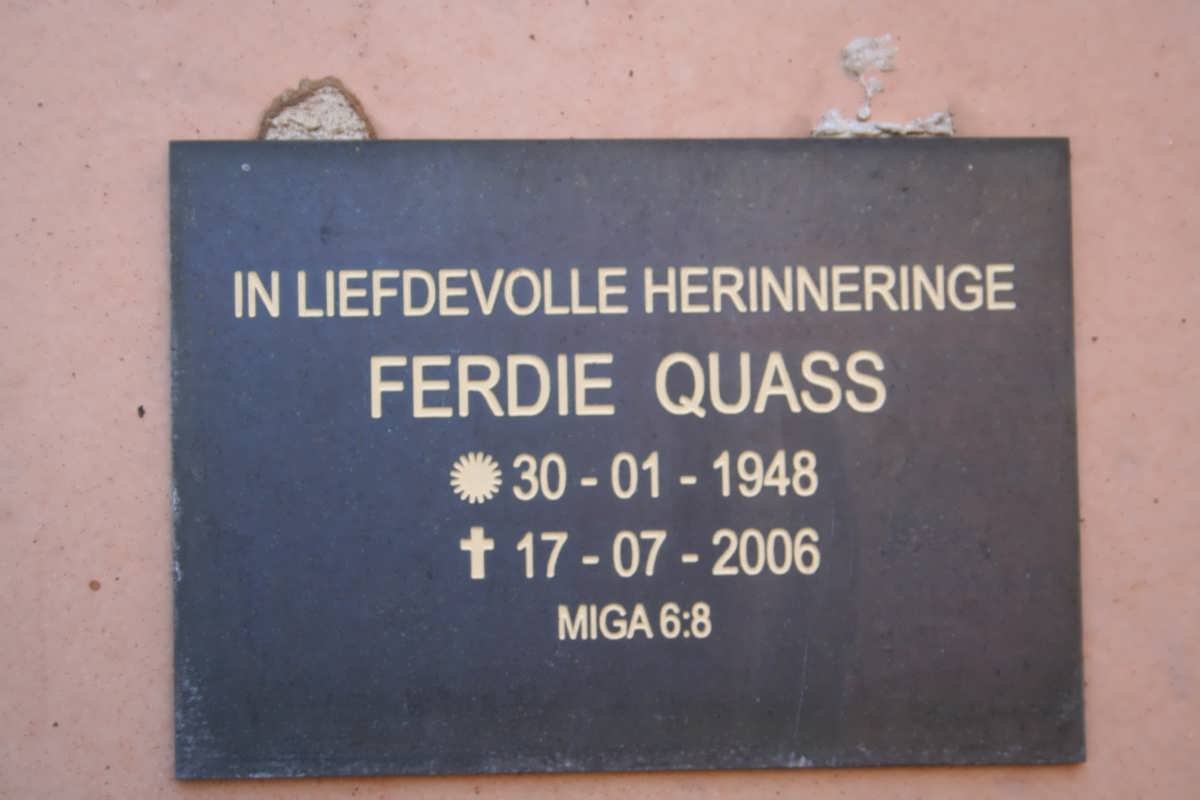 IN LIEFDEVOLLE HERINNERINGE
FERDIE QUASS
30 - 01 - 1948
17 - 07 - 2006
MIGA 6:8